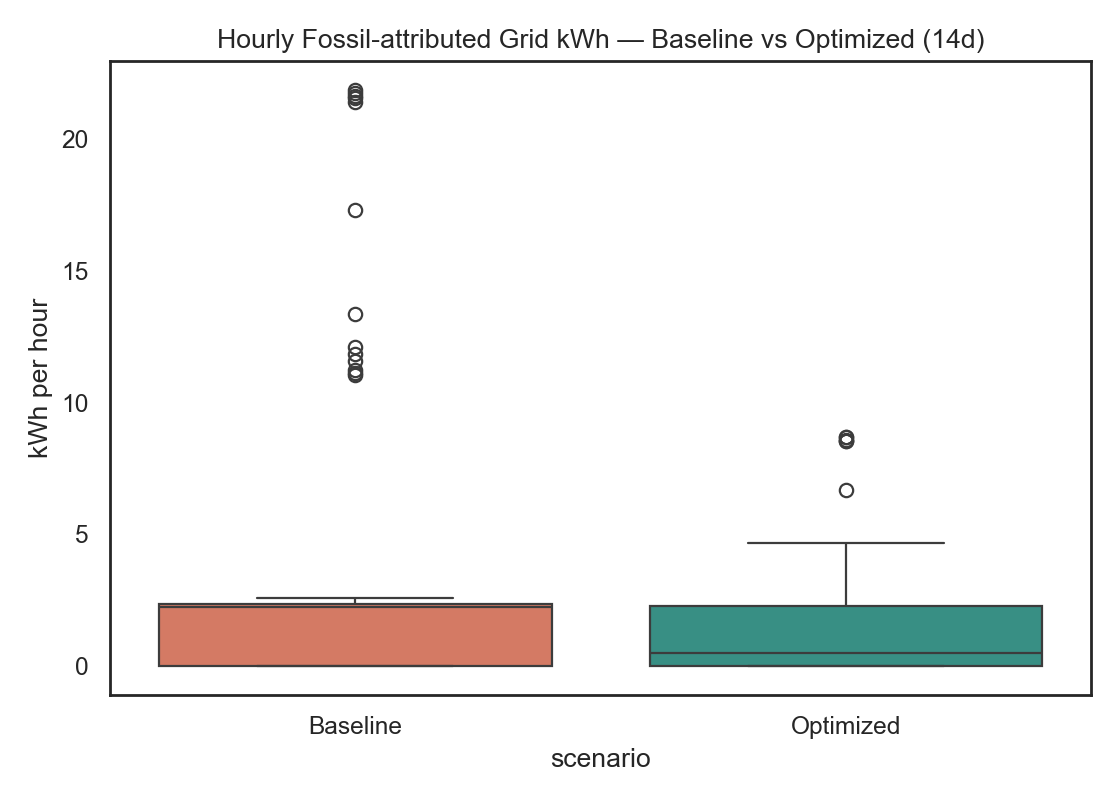 Hourly Fossil-attributed Grid kWh — Baseline vs Optimized (14d)
kWh per hour
20
15
10
5
0
Baseline
Optimized
scenario